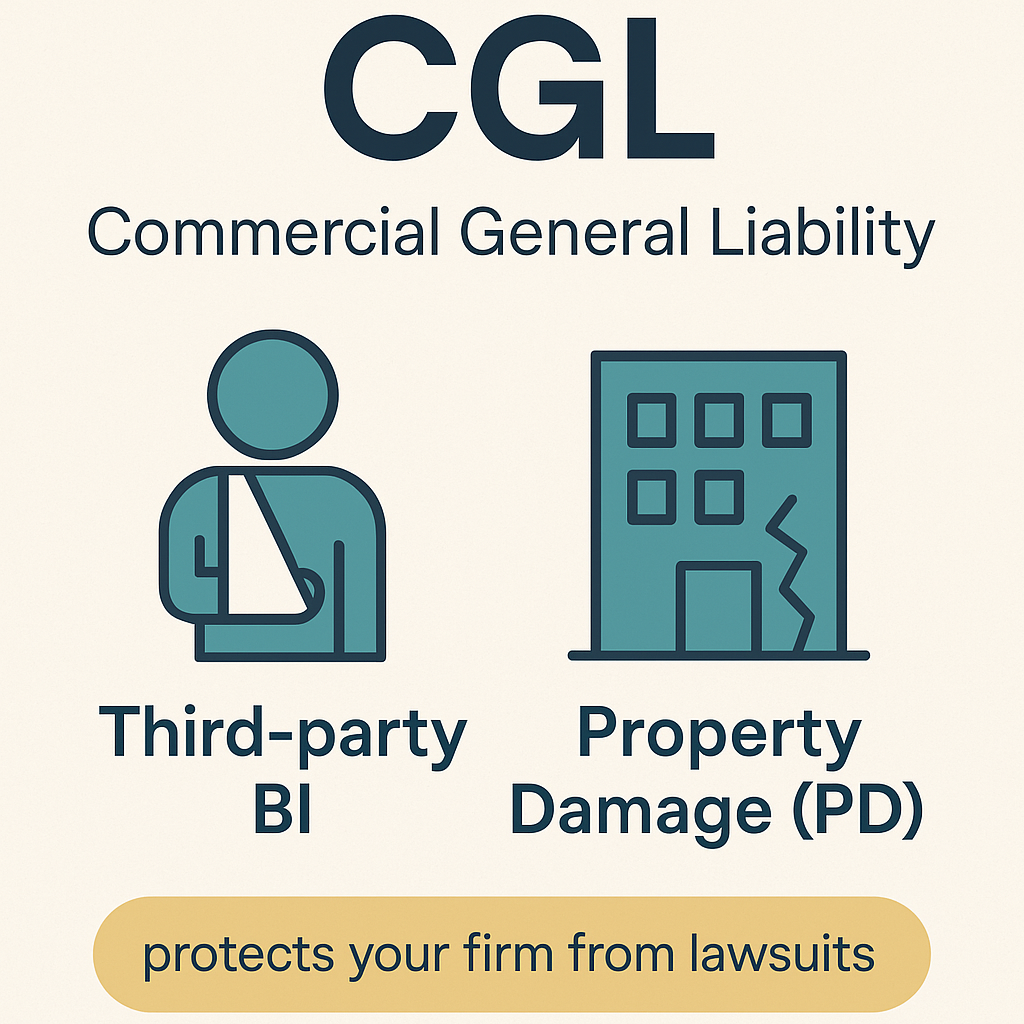 CGL
Commercial General Liability
Third-party
BI
Property
Damage (PD)
protects your firm from lawsuits